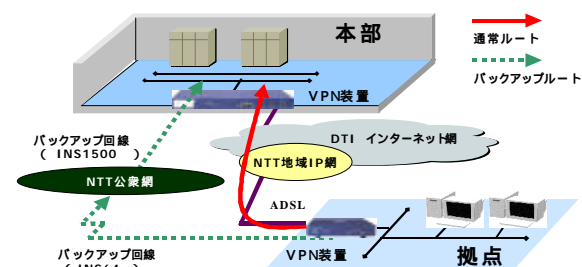 本部
通常ルート
バックアップルート
VPN装置
バックアップ回線
( INS1500 )
DTI インターネット網
NTT地域IP網
NTT公衆網
ADSL
バックアップ回線
VPN装置
拠点